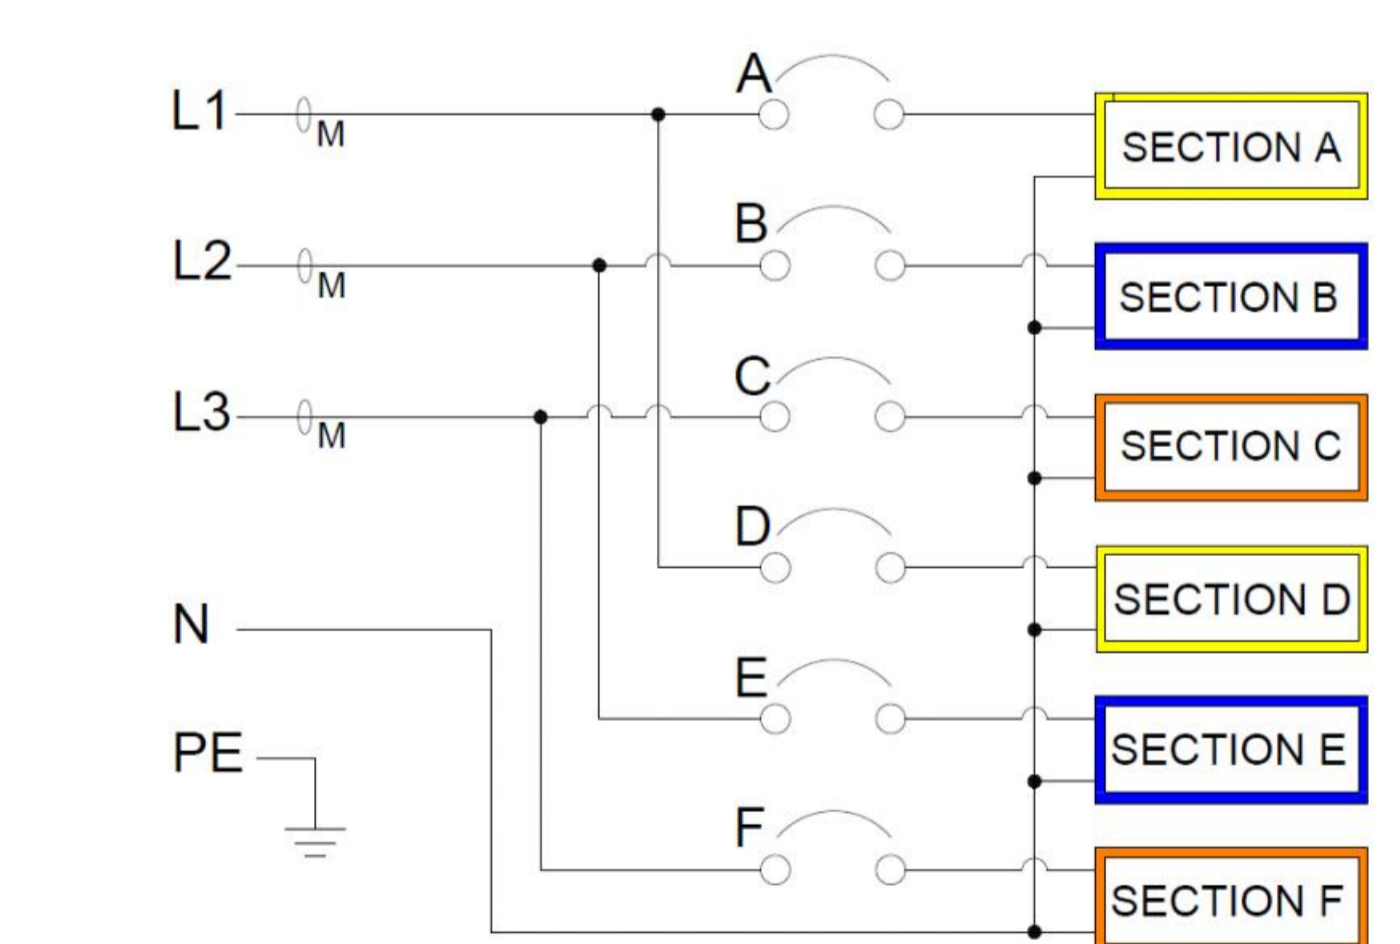 A
L1
M
SECTION A
B
L2
M
SECTION B
C
L3
M
SECTION C
D
SECTION D
N
E
SECTION E
PE
F
SECTION F